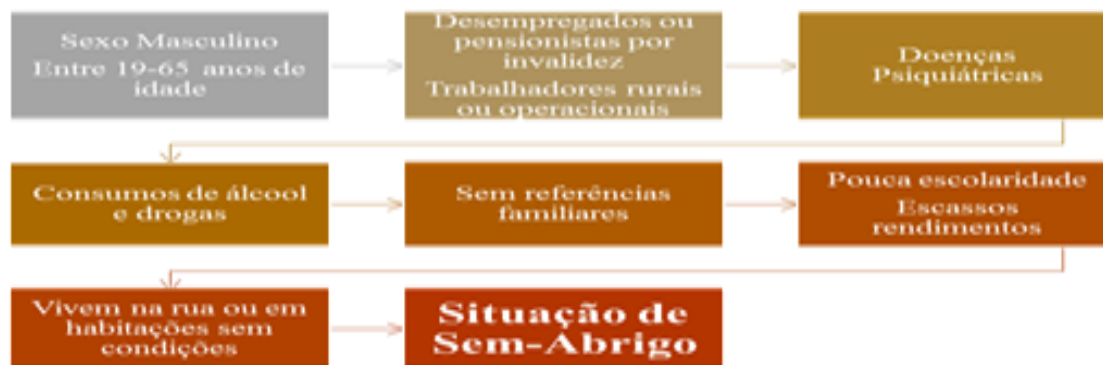 Sexo Masculino
Entre 19-65 anos de
idade
Desempregados ou
pensionistas por
invalidez
Trabalhadores rurais
ou operacionais
Doenças
Psiquiátricas
Consumos de álcool
e drogas
Sem referências
familiares
Pouca escolaridade
Escassos
rendimentos
Vivem na rua ou em
habitações sem
condições
Situação de
Sem-Abrigo